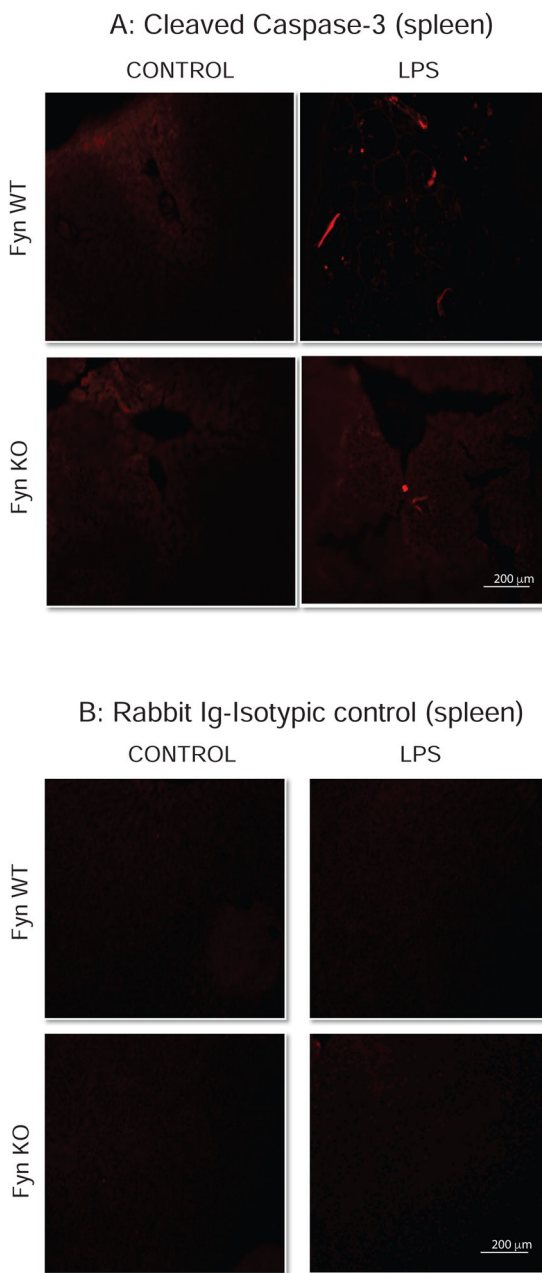 A: Cleaved Caspase-3 (spleen)
CONTROL LPS
Fyn WT
Fyn KO
200 µm
B: Rabbit Ig-Isotypic control (spleen)
CONTROL LPS
Fyn WT
Fyn KO
200 µm